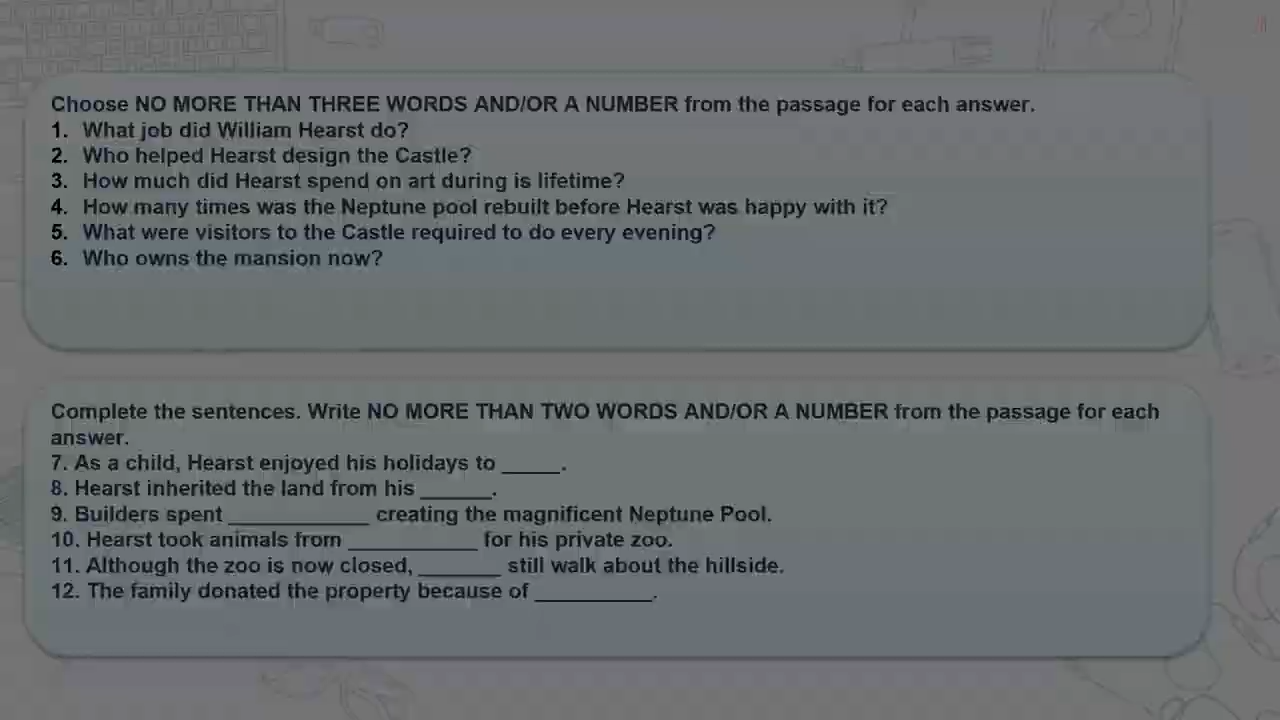 Choose NO MORE THAN THREE WORDS AND/OR A NUMBER from the passage for each answer.
1. What job did William Hearst do?
2. Who helped Hearst design the Castle?
3. How much did Hearst spend on art during is lifetime?
4. How many times was the Neptune pool rebuilt before Hearst was happy with it?
5. What were visitors to the Castle required to do every evening?
6. Who owns the mansion now?
Complete the sentences. Write NO MORE THAN TWO WORDS AND/OR A NUMBER from the passage for each
answer.
7. As a child, Hearst enjoyed his holidays to _____.
8. Hearst inherited the land from his ______.
9. Builders spent ____________ creating the magnificent Neptune Pool.
10. Hearst took animals from ___________ for his private zoo.
11. Although the zoo is now closed, _______ still walk about the hillside.
12. The family donated the property because of __________.